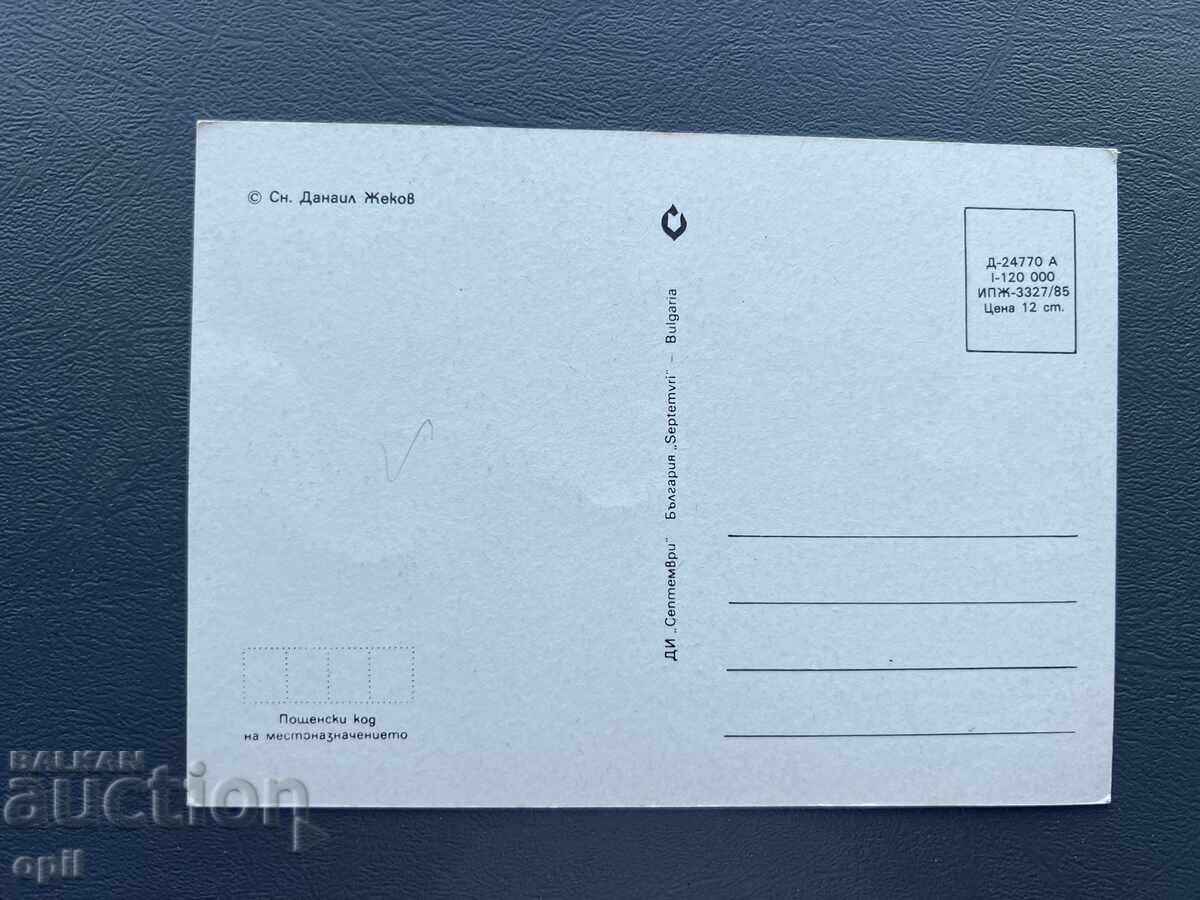 © Сн. Данаил Жеков
Д-24770 А
I-120 000
ИПЖ-3327/85
Цена 12 ст.
ДИ „Септември" България „Septemvri" – Bulgaria
Пощенски код
на местоназначението
BALKAN
auction
opil